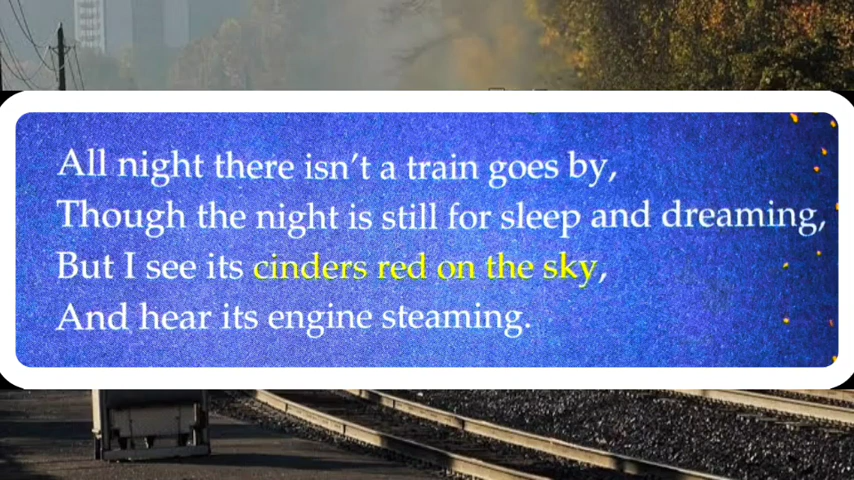 All night there isn't a train goes by,
Though the night is still for sleep and dreaming,
But I see its cinders red on the sky,
And hear its engine steaming.